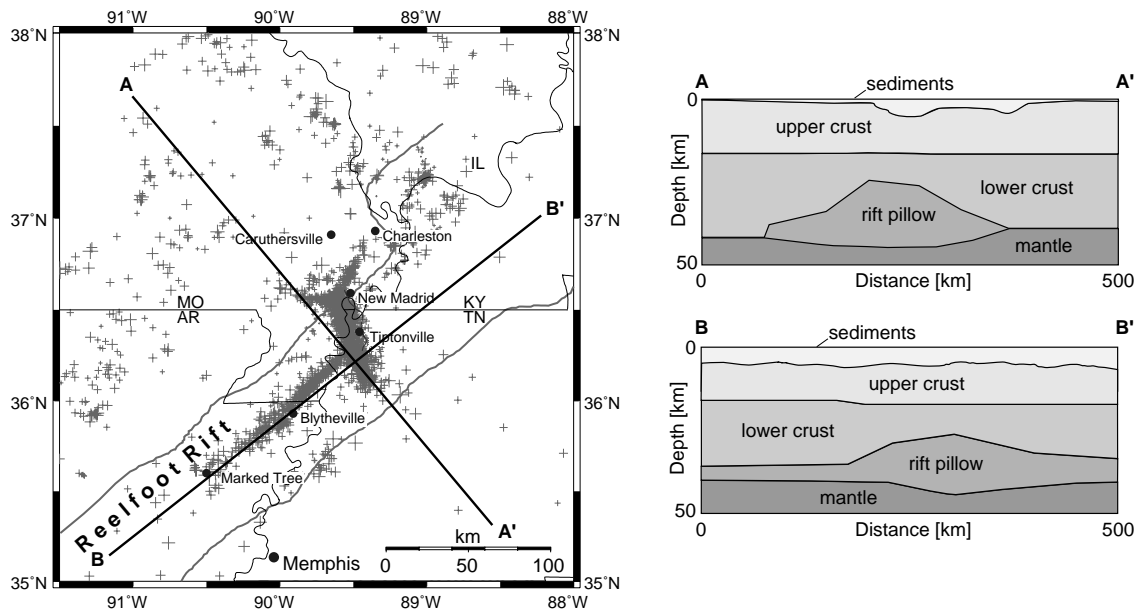 91°W 90°W 89°W 88°W
38°N 38°N
A
IL
37°N 37°N
B'
Caruthersville
Charleston
New Madrid
MO KY
AR TN
Tiptonville
36°N 36°N
Blytheville
Reelfoot Rift
Marked Tree
A'
B
km
0 50 100
Memphis
35°N 35°N
91°W 90°W 89°W 88°W
A A'
sediments
0
upper crust
Depth [km]
lower crust
rift pillow
mantle
50
0 500
Distance [km]
B B'
sediments
0
upper crust
Depth [km]
lower crust
rift pillow
mantle
50
0 500
Distance [km]